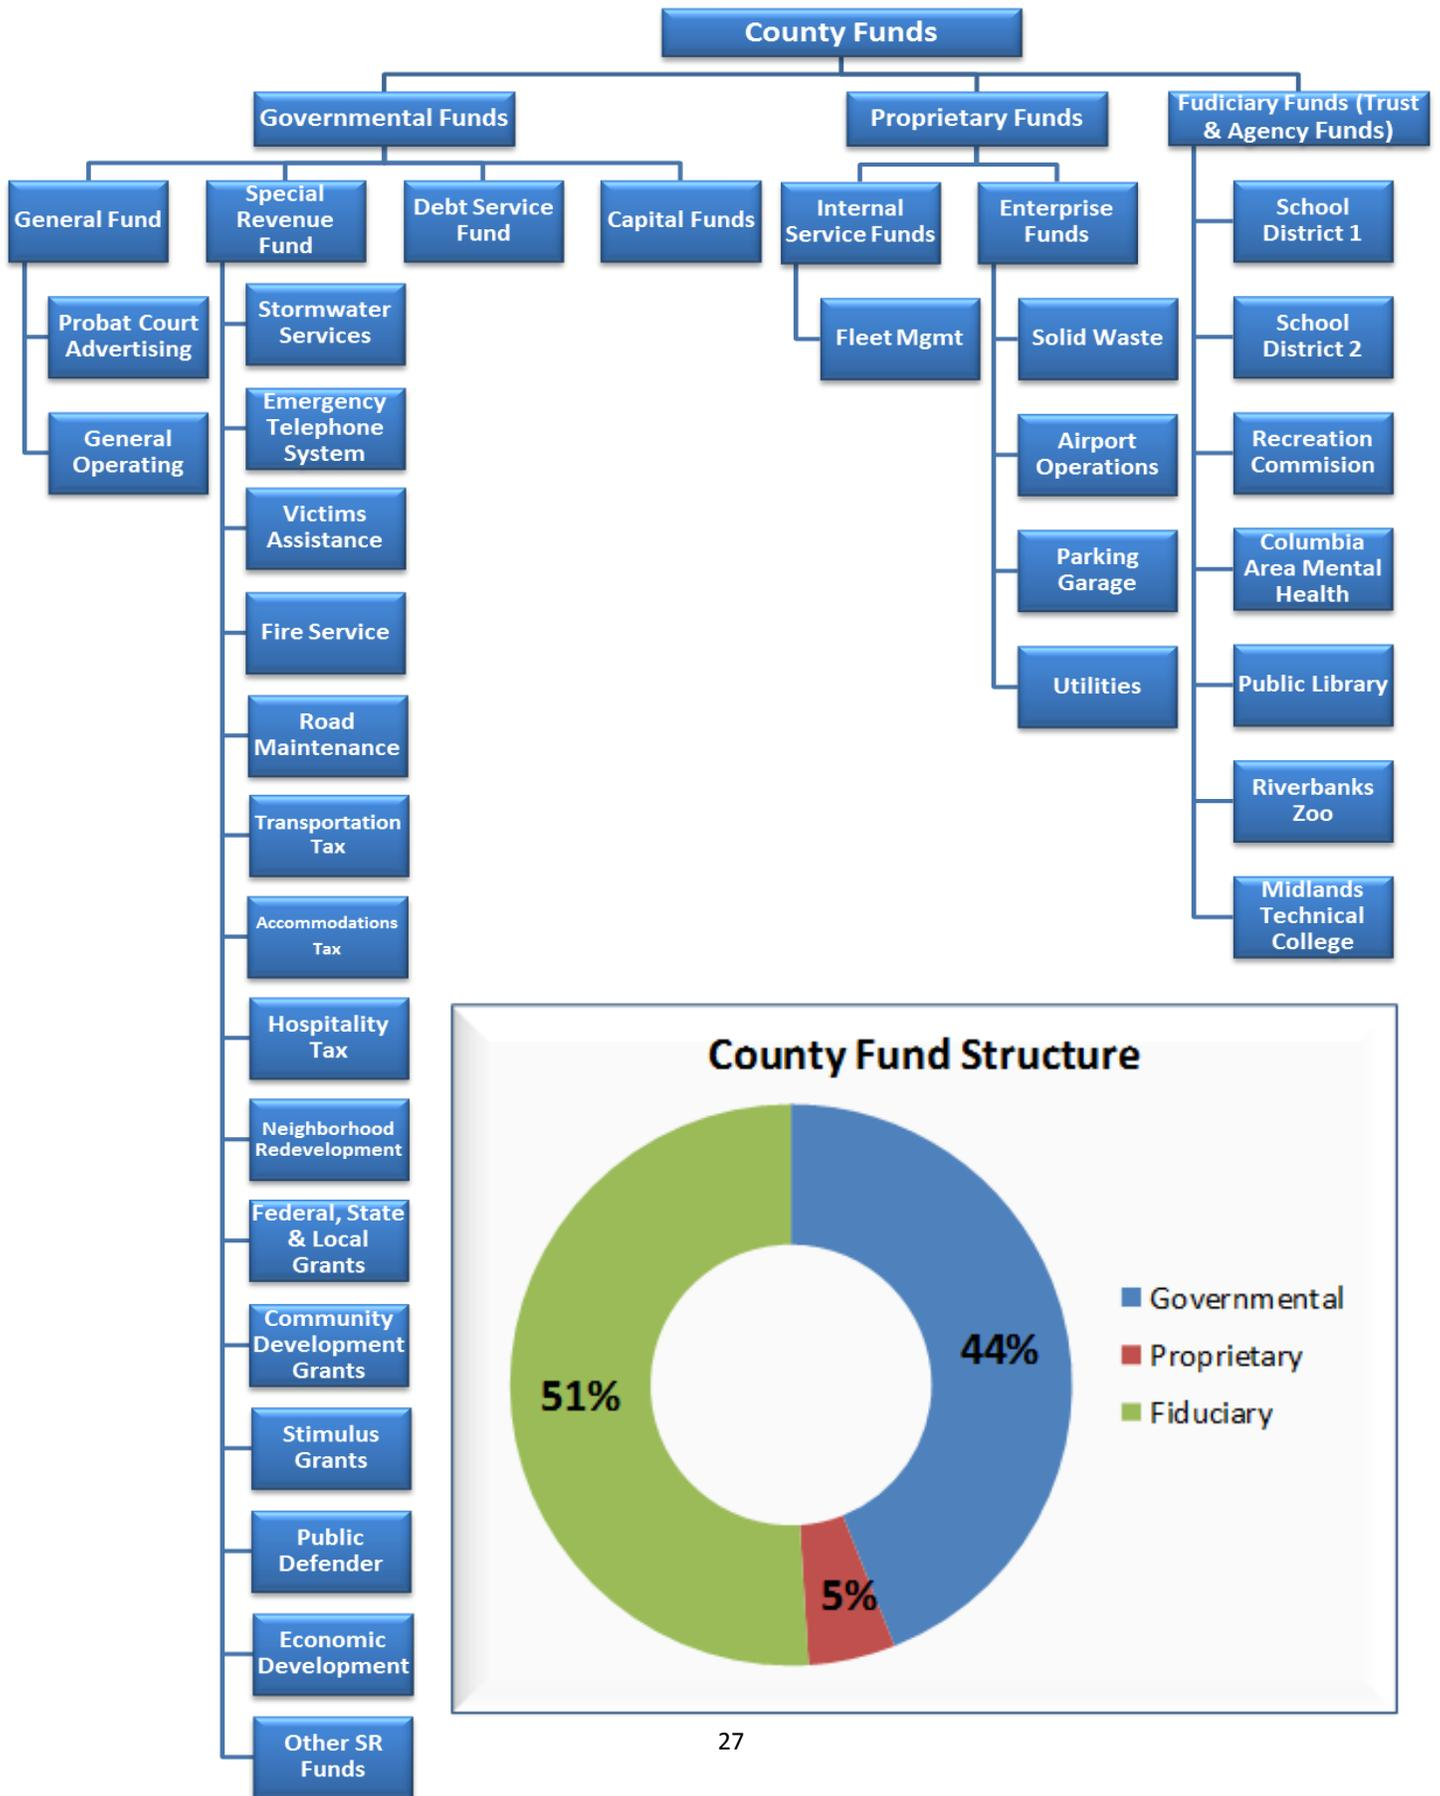 County Funds
Governmental Funds
Proprietary Funds
Fudiciary Funds (Trust
& Agency Funds)
General Fund
Special
Revenue
Fund
Debt Service
Fund
Capital Funds
Internal
Service Funds
Enterprise
Funds
Probat Court
Advertising
General
Operating
Stormwater
Services
Emergency
Telephone
System
Victims
Assistance
Fire Service
Road
Maintenance
Transportation
Tax
Accommodations
Tax
Hospitality
Tax
Neighborhood
Redevelopment
Federal, State
& Local
Grants
Community
Development
Grants
Stimulus
Grants
Public
Defender
Economic
Development
Other SR
Funds
Fleet Mgmt
Solid Waste
Airport
Operations
Parking
Garage
Utilities
School
District 1
School
District 2
Recreation
Commision
Columbia
Area Mental
Health
Public Library
Riverbanks
Zoo
Midlands
Technical
College
County Fund Structure
44%
51%
5%
Governmental
Proprietary
Fiduciary
27